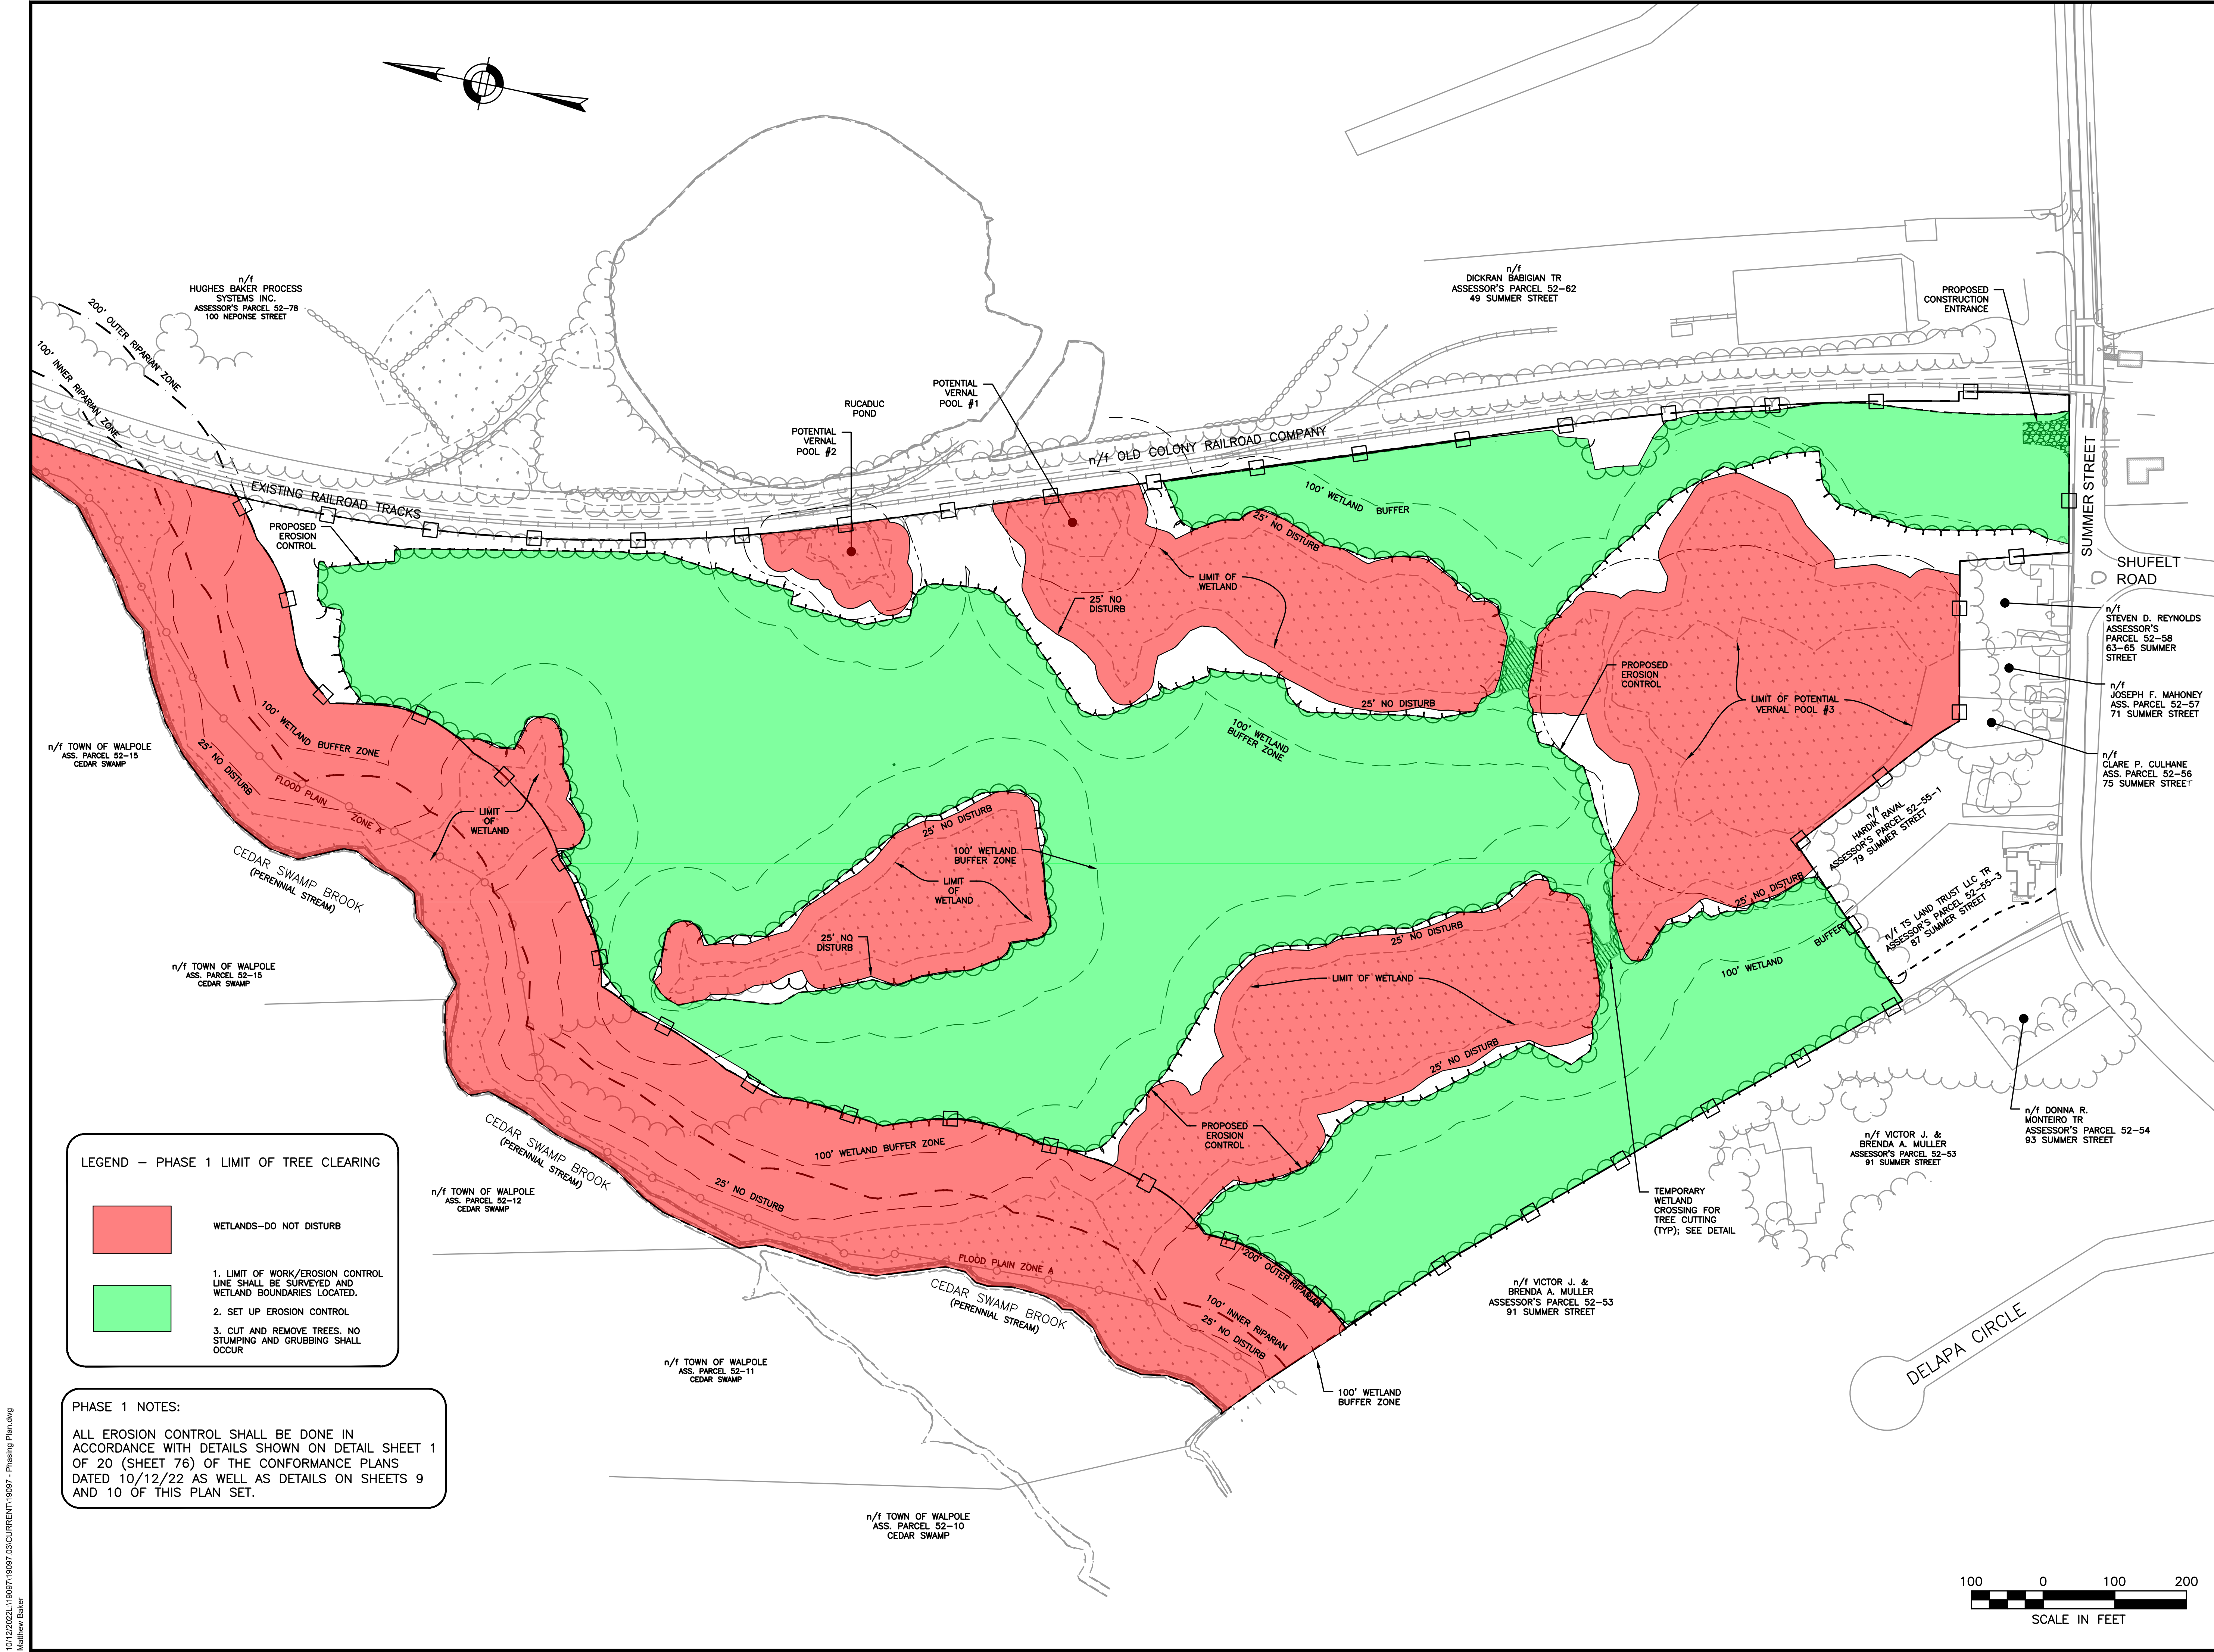 n/f
HUGHES BAKER PROCESS
SYSTEMS INC.
ASSESSOR'S PARCEL 52-78
100 NEPONSE STREET
200' OUTER RIPARIAN ZONE
100' INNER RIPARIAN ZONE
n/f
DICKRAN BABIGIAN TR
ASSESSOR'S PARCEL 52-62
49 SUMMER STREET
PROPOSED
CONSTRUCTION
ENTRANCE
POTENTIAL
VERNAL
POOL #1
RUCADUC
POND
POTENTIAL
VERNAL
POOL #2
n/f OLD COLONY RAILROAD COMPANY
EXISTING RAILROAD TRACKS
PROPOSED
EROSION
CONTROL
100' WETLAND BUFFER
25' NO DISTURB
LIMIT OF
WETLAND
25' NO
DISTURB
25' NO DISTURB
PROPOSED
EROSION
CONTROL
LIMIT OF POTENTIAL
VERNAL POOL #3
SUMMER STREET
SHUFELT
ROAD
n/f
STEVEN D. REYNOLDS
ASSESSOR'S
PARCEL 52-58
63-65 SUMMER
STREET
n/f
JOSEPH F. MAHONEY
ASS. PARCEL 52-57
71 SUMMER STREET
n/f
CLARE P. CULHANE
ASS. PARCEL 52-56
75 SUMMER STREET
n/f
HARDIK RAVAL
ASSESSOR'S PARCEL 52-55-1
79 SUMMER STREET
n/f TS LAND TRUST LLC TR
ASSESSOR'S PARCEL 52-55-3
87 SUMMER STREET
100' WETLAND
BUFFER ZONE
100' WETLAND BUFFER ZONE
25' NO DISTURB
FLOOD PLAIN
ZONE A
LIMIT
OF
WETLAND
n/f TOWN OF WALPOLE
ASS. PARCEL 52-15
CEDAR SWAMP
CEDAR SWAMP BROOK
(PERENNIAL STREAM)
25' NO DISTURB
100' WETLAND
BUFFER ZONE
LIMIT
OF
WETLAND
25' NO
DISTURB
25' NO DISTURB
LIMIT OF WETLAND
25' NO DISTURB
25' NO DISTURB
BUFFER
100' WETLAND
n/f TOWN OF WALPOLE
ASS. PARCEL 52-15
CEDAR SWAMP
n/f DONNA R.
MONTEIRO TR
ASSESSOR'S PARCEL 52-54
93 SUMMER STREET
n/f VICTOR J. &
BRENDA A. MULLER
ASSESSOR'S PARCEL 52-53
91 SUMMER STREET
PROPOSED
EROSION
CONTROL
100' WETLAND BUFFER ZONE
CEDAR SWAMP BROOK
(PERENNIAL STREAM)
25' NO DISTURB
n/f TOWN OF WALPOLE
ASS. PARCEL 52-12
CEDAR SWAMP
TEMPORARY
WETLAND
CROSSING FOR
TREE CUTTING
(TYP); SEE DETAIL
FLOOD PLAIN ZONE A
200' OUTER RIPARIAN
100' INNER RIPARIAN
25' NO DISTURB
CEDAR SWAMP BROOK
(PERENNIAL STREAM)
n/f VICTOR J. &
BRENDA A. MULLER
ASSESSOR'S PARCEL 52-53
91 SUMMER STREET
n/f TOWN OF WALPOLE
ASS. PARCEL 52-11
CEDAR SWAMP
100' WETLAND
BUFFER ZONE
DELAPA CIRCLE
n/f TOWN OF WALPOLE
ASS. PARCEL 52-10
CEDAR SWAMP
LEGEND - PHASE 1 LIMIT OF TREE CLEARING
WETLANDS-DO NOT DISTURB
1. LIMIT OF WORK/EROSION CONTROL
LINE SHALL BE SURVEYED AND
WETLAND BOUNDARIES LOCATED.
2. SET UP EROSION CONTROL
3. CUT AND REMOVE TREES. NO
STUMPING AND GRUBBING SHALL
OCCUR
PHASE 1 NOTES:
ALL EROSION CONTROL SHALL BE DONE IN
ACCORDANCE WITH DETAILS SHOWN ON DETAIL SHEET 1
OF 20 (SHEET 76) OF THE CONFORMANCE PLANS
DATED 10/12/22 AS WELL AS DETAILS ON SHEETS 9
AND 10 OF THIS PLAN SET.
100 0 100 200
SCALE IN FEET
10/12/2022L:\19097\19097.03\CURRENT\19097 - Phasing Plan.dwg
Matthew Baker